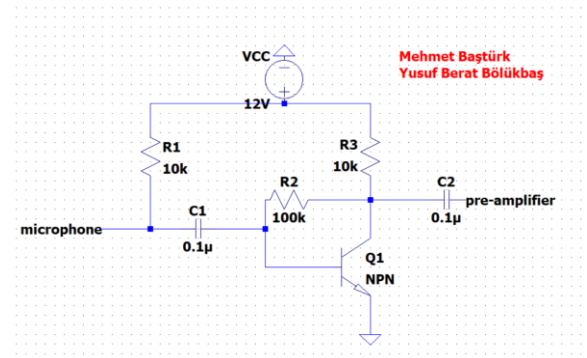 VCC
Mehmet Baştürk
Yusuf Berat Bölükbaş
12V
R1
10k
R3
10k
R2
100k
C2
0.1µ
pre-amplifier
microphone
C1
0.1µ
Q1
NPN